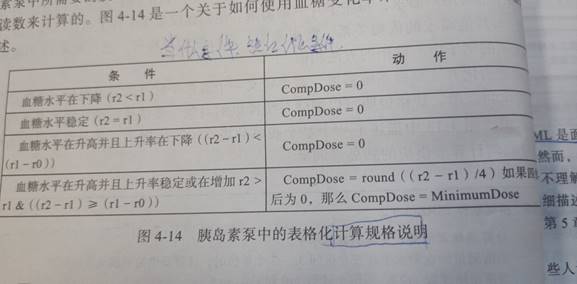 读数来计算的。图 4-14 是一个关于如何使用血糖变化率
述。
条 件
动 作
血糖水平在下降（r2 < r1）
CompDose = 0
血糖水平稳定（r2 = r1）
CompDose = 0
血糖水平在升高并且上升率在下降（(r2 − r1) <
(r1 − r0)）
CompDose = 0
血糖水平在升高并且上升率稳定或在增加 r2 >
r1 & ((r2 − r1) ⩾ (r1 − r0)）
CompDose = round（(r2 − r1)/4）如果
后为 0，那么 CompDose = MinimumDose
图 4-14 胰岛素泵中的表格化计算规格说明
ML 是面
然而，
不理解
细描述
第 5 章
些人